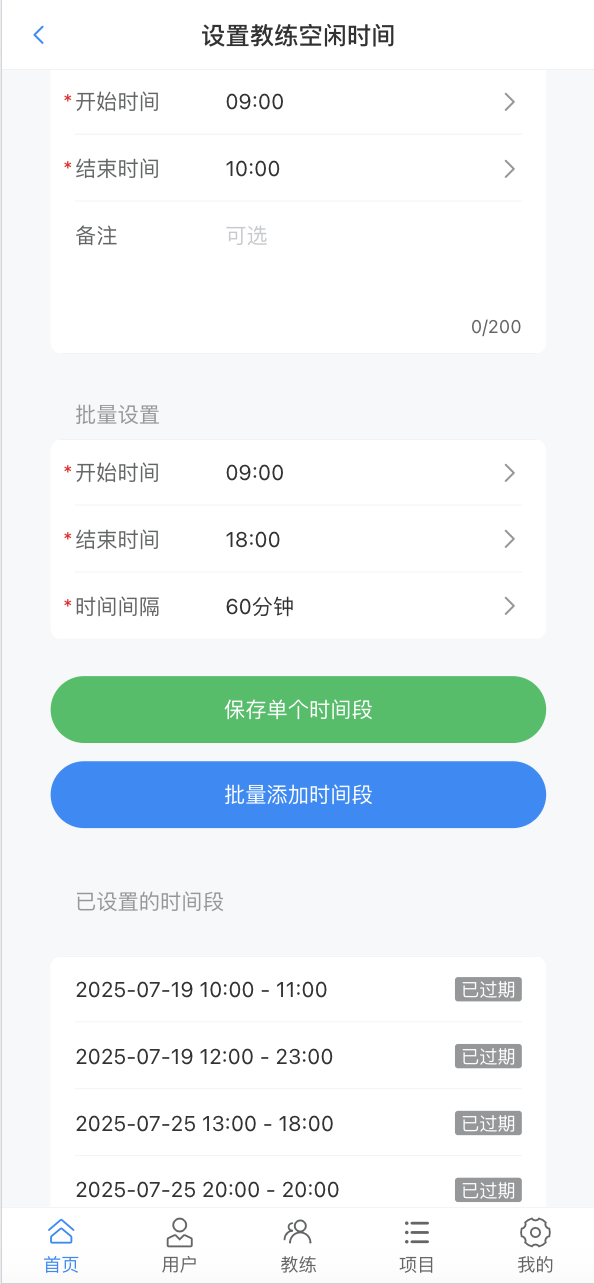 设置教练空闲时间
*开始时间 09:00
*结束时间 10:00
备注 可选
0/200
批量设置
*开始时间 09:00
*结束时间 18:00
*时间间隔 60分钟
保存单个时间段
批量添加时间段
已设置的时间段
2025-07-19 10:00 - 11:00 已过期
2025-07-19 12:00 - 23:00 已过期
2025-07-25 13:00 - 18:00 已过期
2025-07-25 20:00 - 20:00 已过期
首页 用户 教练 项目 我的